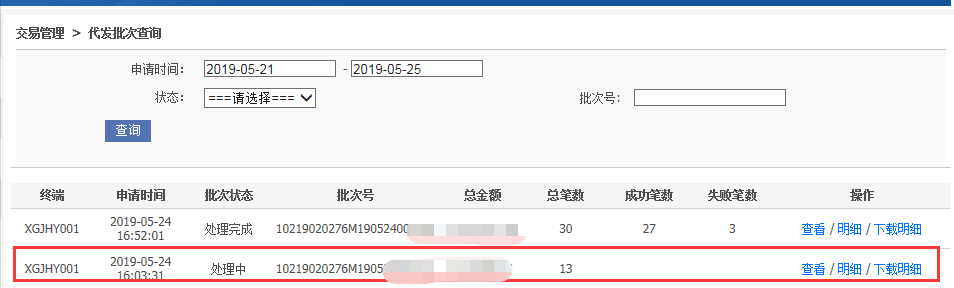 交易管理 > 代发批次查询
申请时间： 2019-05-21 - 2019-05-25
状态： ===请选择=== 批次号：
查询
终端 申请时间 批次状态 批次号 总金额 总笔数 成功笔数 失败笔数 操作
XGJHY001 2019-05-24 16:52:01 处理完成 10219020276M19052400 30 27 3 查看 / 明细 / 下载明细
XGJHY001 2019-05-24 16:03:31 处理中 10219020276M1905 13 查看 / 明细 / 下载明细